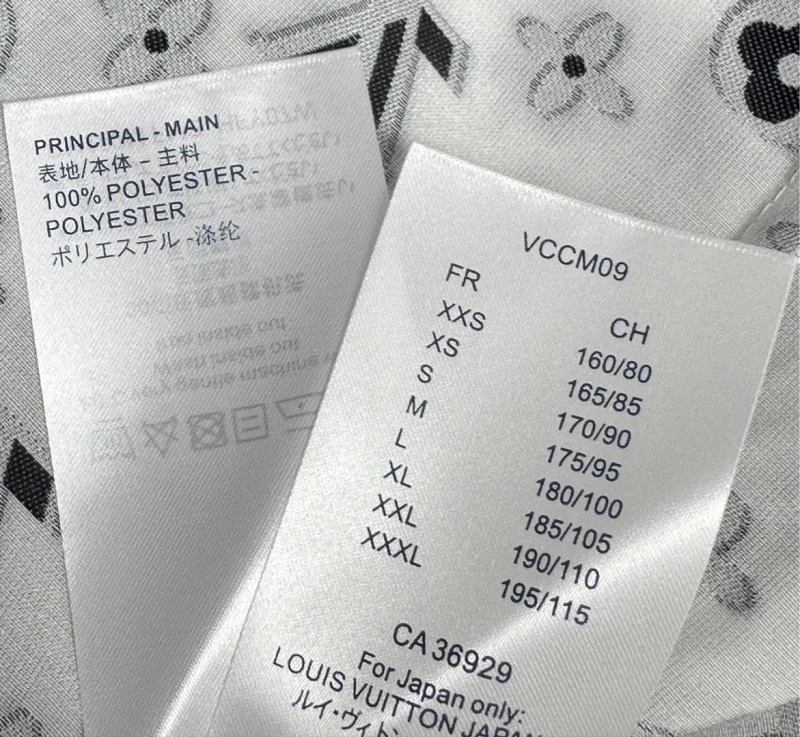 PRINCIPAL - MAIN
表地/本体 - 主料
100% POLYESTER -
POLYESTER
ポリエステル -涤纶
VCCM09
FR CH
XXS 160/80
XS 165/85
S 170/90
M 175/95
L 180/100
XL 185/105
XXL 190/110
XXXL 195/115
CA 36929
For Japan only:
LOUIS VUITTON JAPAN
ルイ・ヴィトン